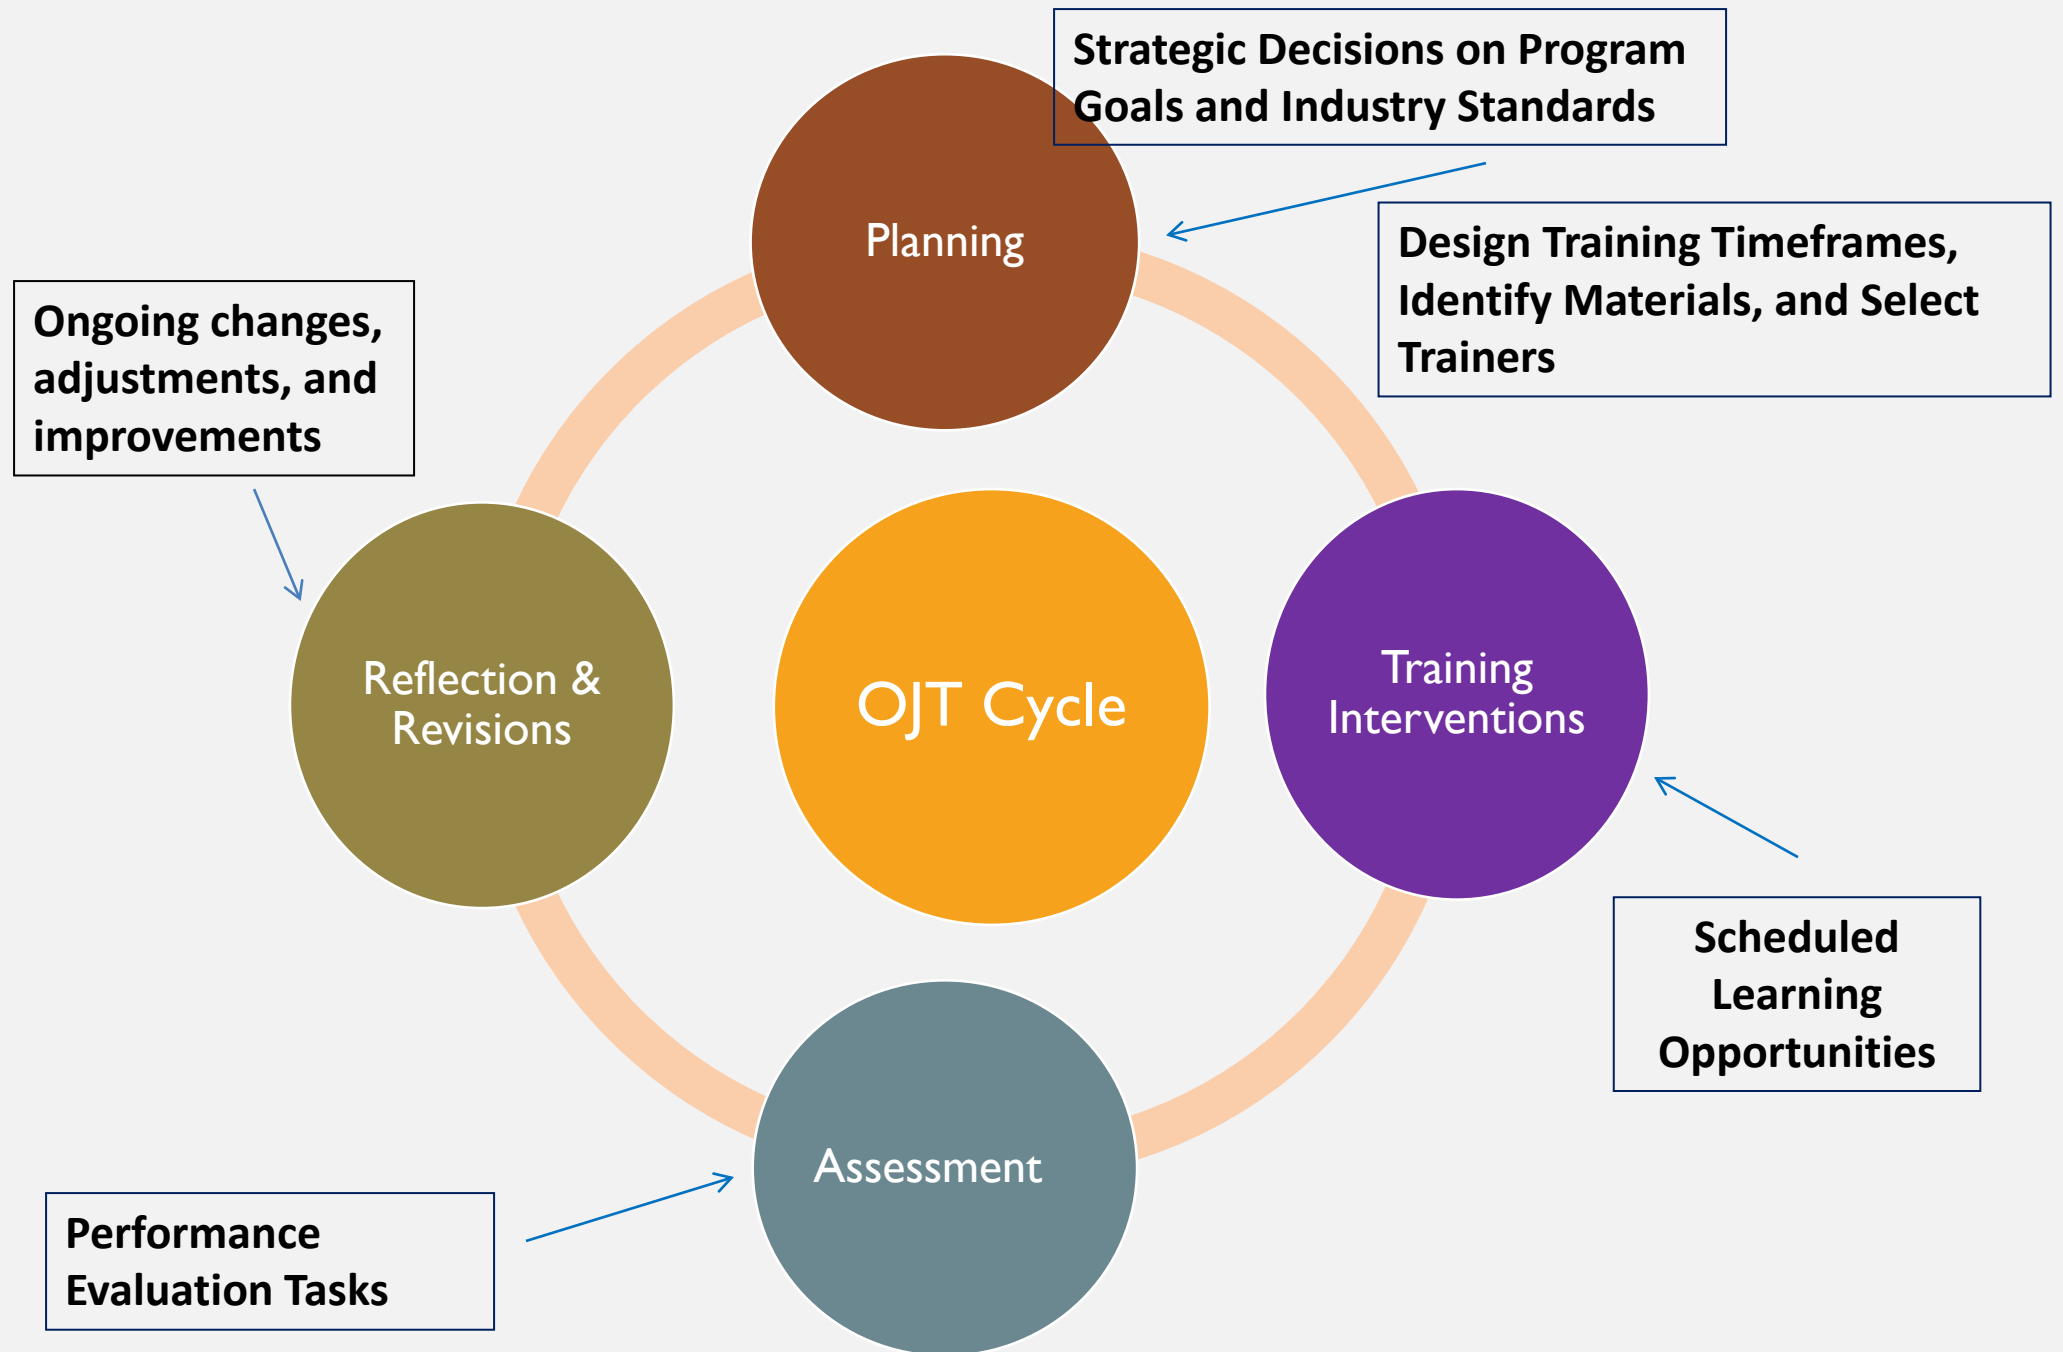 Strategic Decisions on Program
Goals and Industry Standards
Planning
Design Training Timeframes,
Identify Materials, and Select
Trainers
Ongoing changes,
adjustments, and
improvements
Reflection &
Revisions
OJT Cycle
Training
Interventions
Scheduled
Learning
Opportunities
Assessment
Performance
Evaluation Tasks